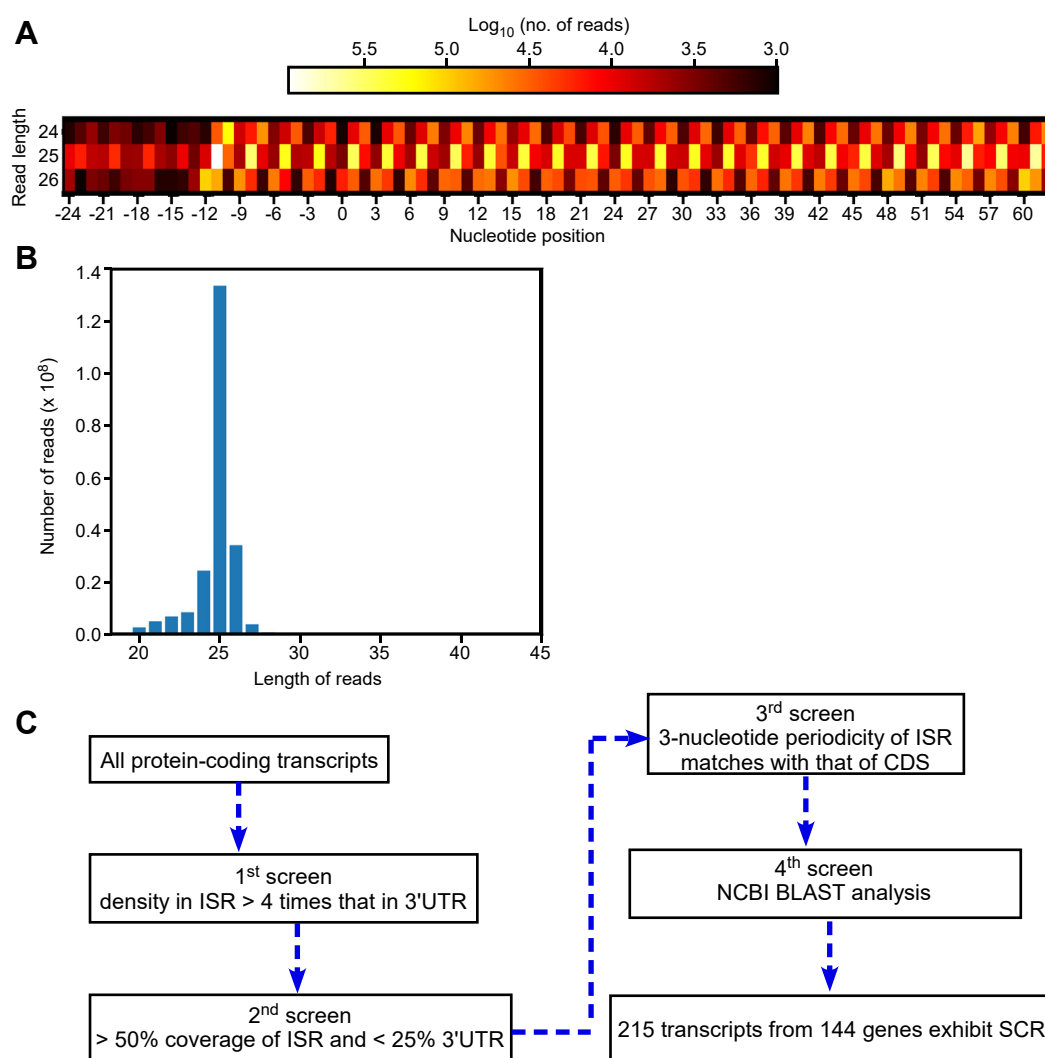 A
Log10 (no. of reads)
5.5 5.0 4.5 4.0 3.5 3.0
Read length
24
25
26
-24 -21 -18 -15 -12 -9 -6 -3 0 3 6 9 12 15 18 21 24 27 30 33 36 39 42 45 48 51 54 57 60
Nucleotide position
B
Number of reads (x 10^8)
1.4
1.2
1.0
0.8
0.6
0.4
0.2
0.0
20 25 30 35 40 45
Length of reads
C
All protein-coding transcripts
1st screen
density in ISR > 4 times that in 3'UTR
2nd screen
> 50% coverage of ISR and < 25% 3'UTR
3rd screen
3-nucleotide periodicity of ISR
matches with that of CDS
4th screen
NCBI BLAST analysis
215 transcripts from 144 genes exhibit SCR